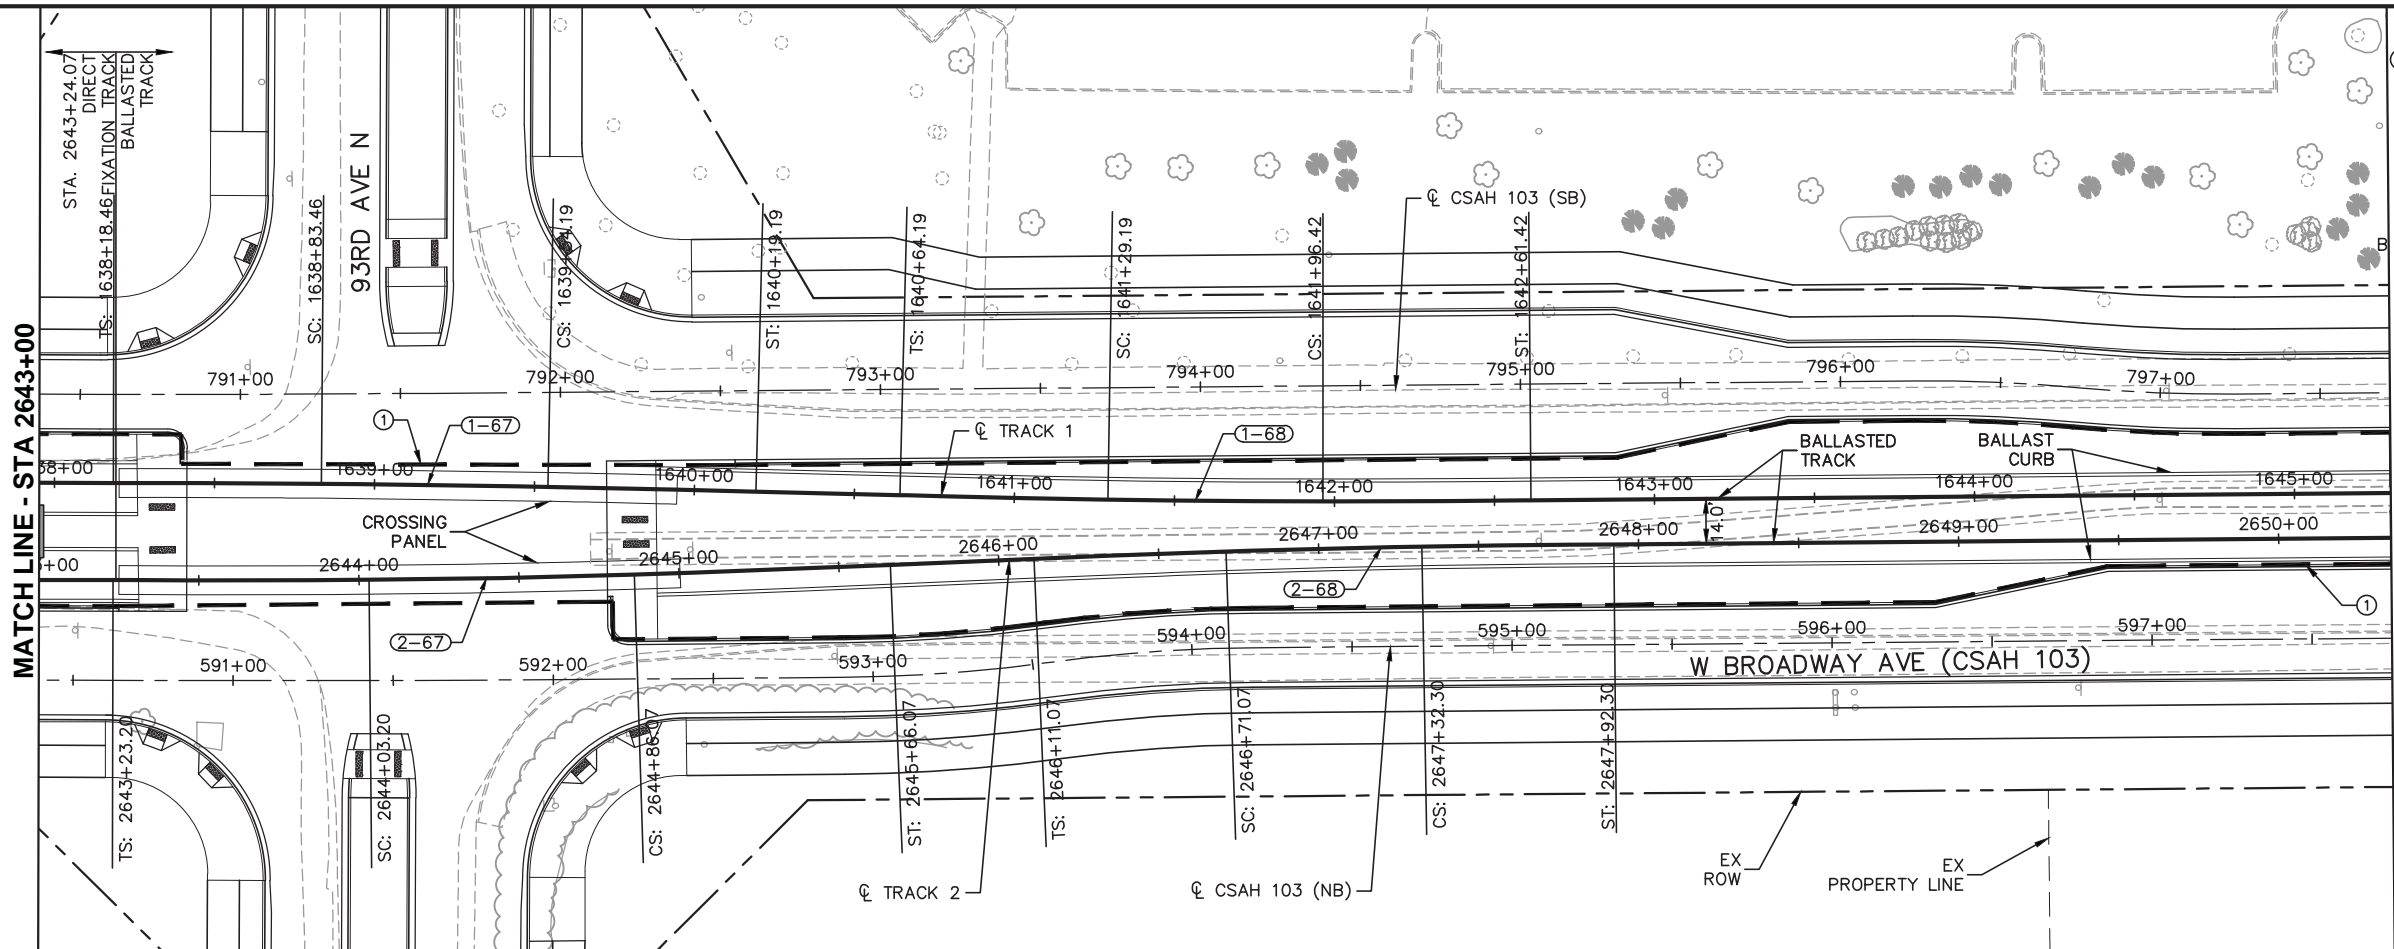 MATCH LINE - STA 2643+00
STA. 2643+24.07
DIRECT
FIXATION TRACK
BALLASTED
TRACK
TS: 1638+18.46
SC: 1638+83.46
93RD AVE N
ST: 1640+19.19
TS: 1640+64.19
SC: 1641+29.19
CS: 1641+96.42
ST: 1642+61.42
℄ CSAH 103 (SB)
B
791+00
792+00
793+00
794+00
795+00
796+00
797+00
1
1-67
℄ TRACK 1
1-68
BALLASTED
TRACK
BALLAST
CURB
38+00
1639+00
1640+00
1641+00
1642+00
1643+00
1644+00
1645+00
CROSSING
PANEL
14.0'
+00
2644+00
2645+00
2646+00
2647+00
2648+00
2649+00
2650+00
2-67
2-68
1
591+00
592+00
593+00
594+00
595+00
596+00
597+00
W BROADWAY AVE (CSAH 103)
TS: 2643+23.20
SC: 2644+03.20
CS: 2644+86.07
ST: 2645+66.07
TS: 2646+11.07
SC: 2646+71.07
CS: 2647+32.30
ST: 2647+92.30
℄ TRACK 2
℄ CSAH 103 (NB)
EX
ROW
EX
PROPERTY LINE